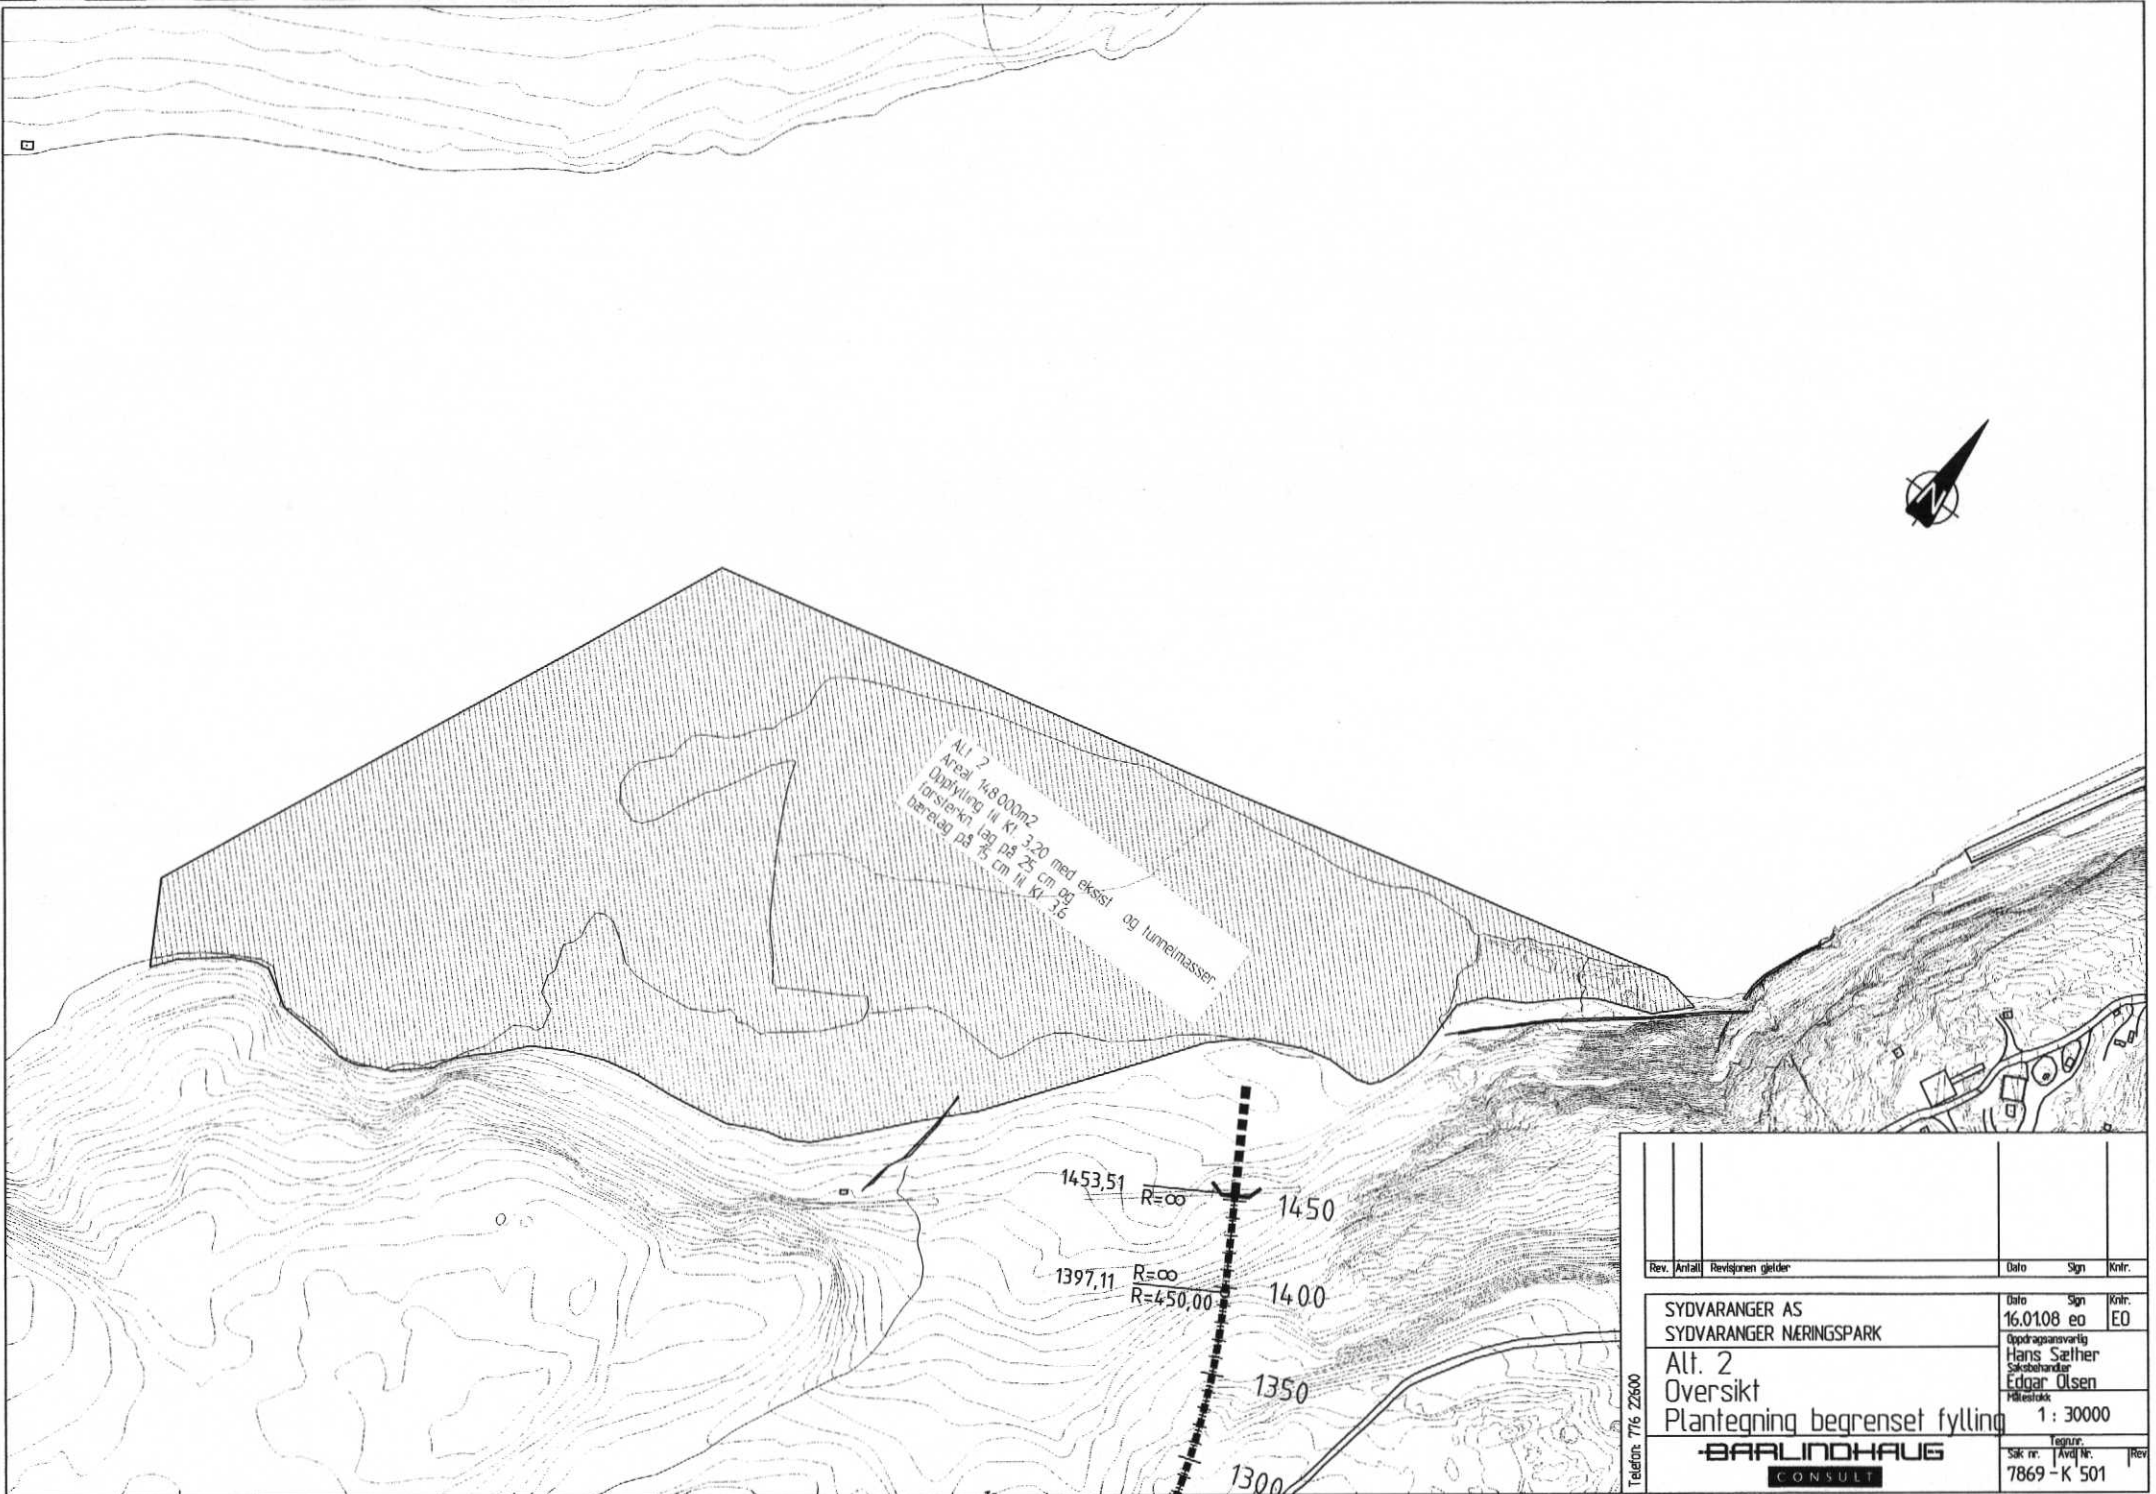 ALt 2
Areal 148.000m2
Oppfylling til Kt. 3,20 med eksist og tunnelmasser
forsterkn. lag på 25 cm og
bærelag på 15 cm til Kt 3,6
N
1453,51
R=∞
1450
1397,11
R=∞
R=450,00
1400
1350
1300
Rev. Antall Revisjonen gjelder Dato Sign Kntr.
SYDVARANGER AS
SYDVARANGER NÆRINGSPARK
Dato Sign Kntr.
16.01.08 eo EO
Oppdragsansvarlig
Hans Sæther
Saksbehandler
Edgar Olsen
Alt. 2
Oversikt
Plantegning begrenset fylling
Målestokk
1 : 30000
Telefon: 776 22600
BARLINDHAUG
CONSULT
Tegn.nr.
Sak nr. Avd Nr. Rev
7869 - K 501